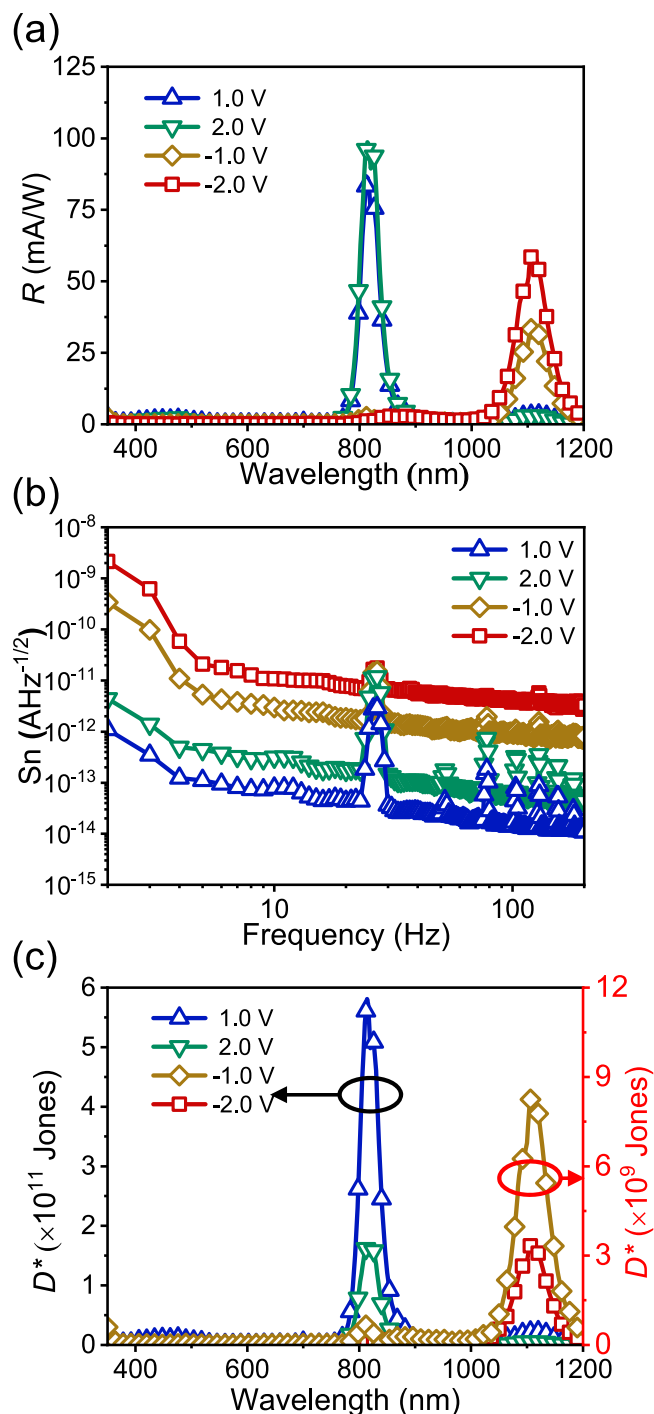 (a)
125
100
75
50
25
0
R (mA/W)
1.0 V
2.0 V
-1.0 V
-2.0 V
400 600 800 1000 1200
Wavelength (nm)
(b)
10-8
10-9
10-10
10-11
10-12
10-13
10-14
10-15
Sn (AHz-1/2)
1.0 V
2.0 V
-1.0 V
-2.0 V
10 100
Frequency (Hz)
(c)
6
5
4
3
2
1
0
D* (×10^11 Jones)
1.0 V
2.0 V
-1.0 V
-2.0 V
12
9
6
3
0
D* (×10^9 Jones)
400 600 800 1000 1200
Wavelength (nm)